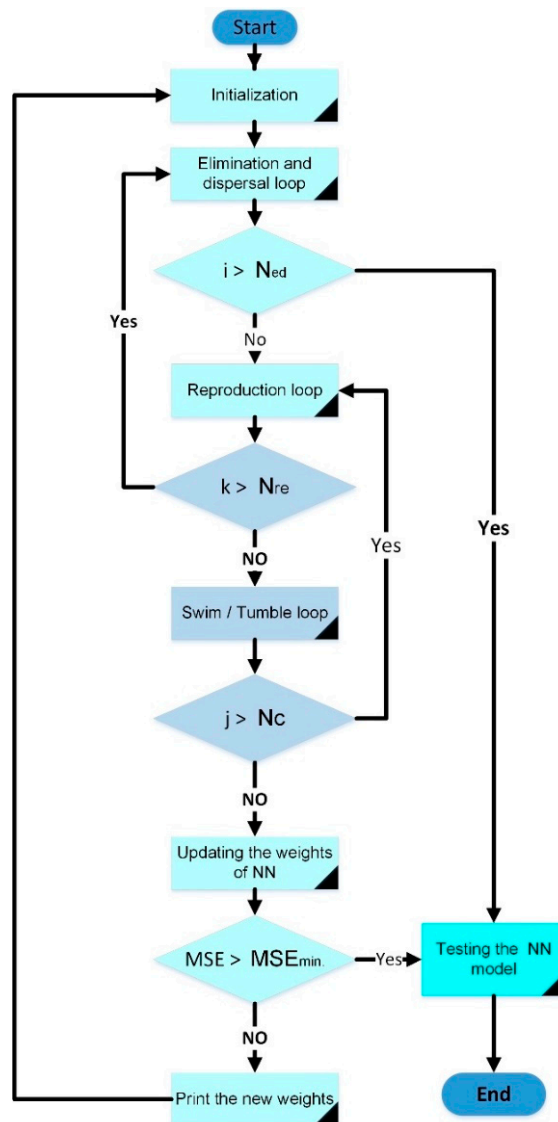 Start
Initialization
Elimination and
dispersal loop
i > Ned
Yes
No
Reproduction loop
k > Nre
Yes
Yes
NO
Swim / Tumble loop
j > Nc
NO
Updating the weights
of NN
MSE > MSEmin.
Yes
Testing the NN
model
NO
Print the new weights
End